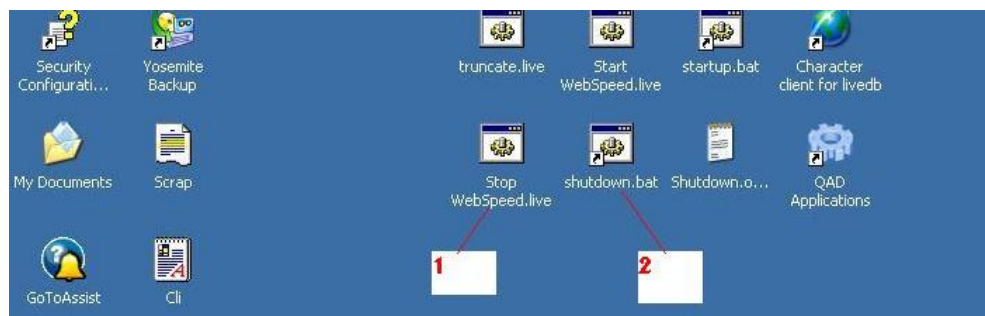 Security
Configurati...
Yosemite
Backup
truncate.live
Start
WebSpeed.live
startup.bat
Character
client for livedb
My Documents
Scrap
Stop
WebSpeed.live
shutdown.bat
Shutdown.o...
QAD
Applications
1
2
GoToAssist
Cli